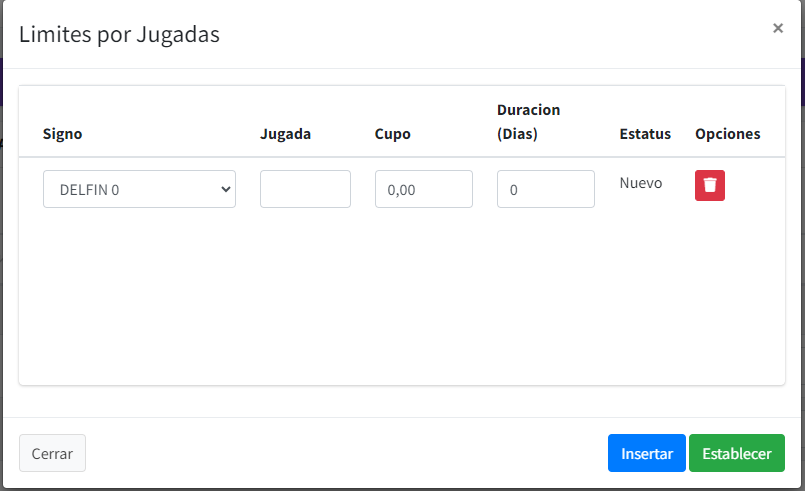 Limites por Jugadas
×
Signo Jugada Cupo Duracion (Dias) Estatus Opciones
DELFIN 0 0,00 0 Nuevo
Cerrar Insertar Establecer